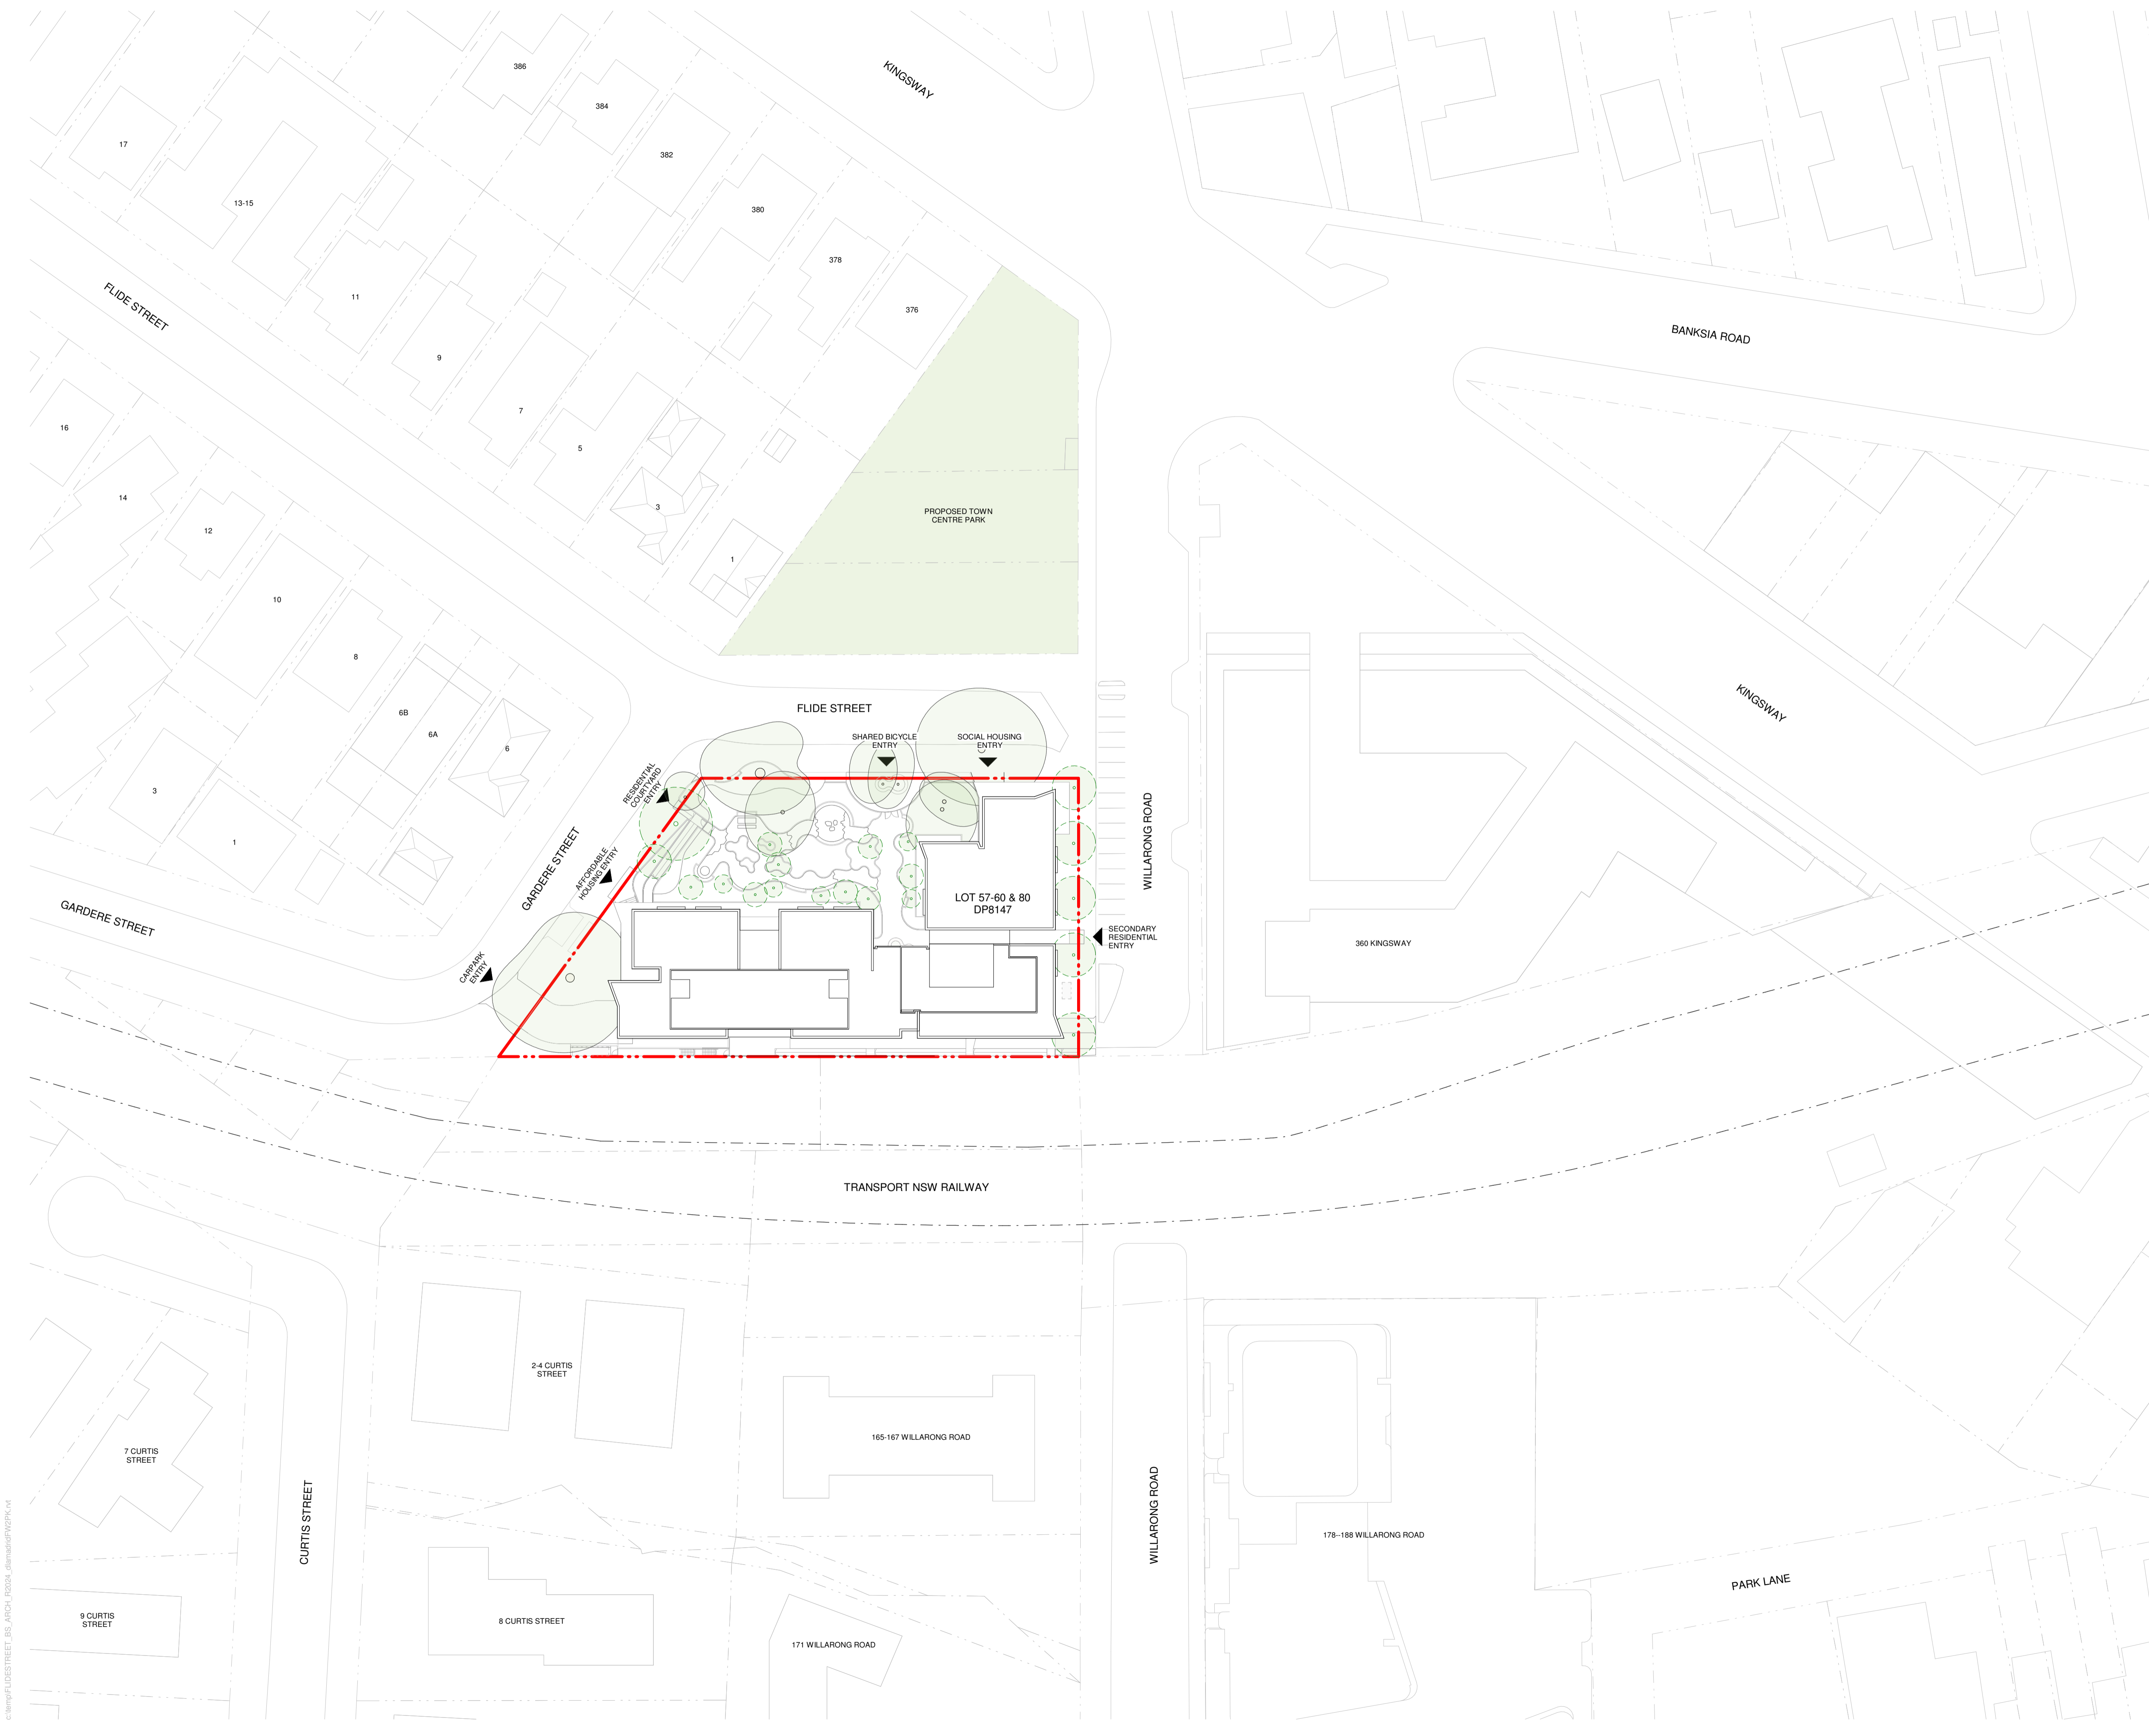 KINGSWAY
386
384
17
382
13-15
380
378
11
376
FLIDE STREET
BANKSIA ROAD
9
7
16
5
14
3
PROPOSED TOWN
CENTRE PARK
12
1
10
8
KINGSWAY
FLIDE STREET
6B
6A
6
SHARED BICYCLE
ENTRY
SOCIAL HOUSING
ENTRY
RESIDENTIAL
COURTYARD
ENTRY
3
1
WILLARONG ROAD
GARDERE STREET
AFFORDABLE
HOUSING ENTRY
LOT 57-60 & 80
DP8147
GARDERE STREET
SECONDARY
RESIDENTIAL
ENTRY
360 KINGSWAY
CARPARK
ENTRY
TRANSPORT NSW RAILWAY
2-4 CURTIS
STREET
165-167 WILLARONG ROAD
7 CURTIS
STREET
CURTIS STREET
WILLARONG ROAD
178--188 WILLARONG ROAD
PARK LANE
9 CURTIS
STREET
8 CURTIS STREET
171 WILLARONG ROAD